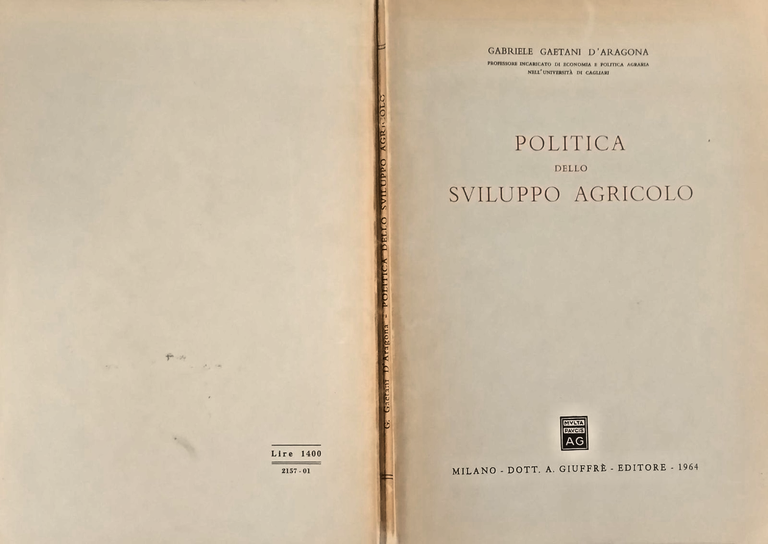 Lire 1400
2157-01
G. Gaetani D'Aragona - POLITICA DELLO SVILUPPO AGRICOLO
GABRIELE GAETANI D'ARAGONA
PROFESSORE INCARICATO DI ECONOMIA E POLITICA AGRARIA
NELL'UNIVERSITÀ DI CAGLIARI
POLITICA
DELLO
SVILUPPO AGRICOLO
MVLTA
PAVCIS
AG
MILANO - DOTT. A. GIUFFRÈ - EDITORE - 1964